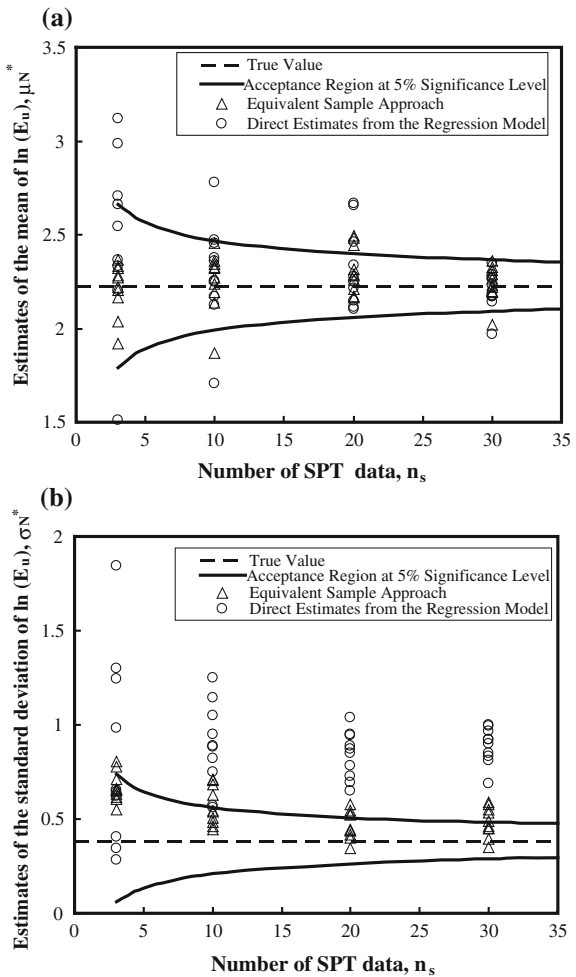 (a)
3.5
3
2.5
2
1.5
Estimates of the mean of ln (Eu), μN*
True Value
Acceptance Region at 5% Significance Level
Equivalent Sample Approach
Direct Estimates from the Regression Model
0 5 10 15 20 25 30 35
Number of SPT data, ns
(b)
2
1.5
1
0.5
0
Estimates of the standard deviation of ln (Eu), σN*
True Value
Acceptance Region at 5% Significance Level
Equivalent Sample Approach
Direct Estimates from the Regression Model
0 5 10 15 20 25 30 35
Number of SPT data, ns